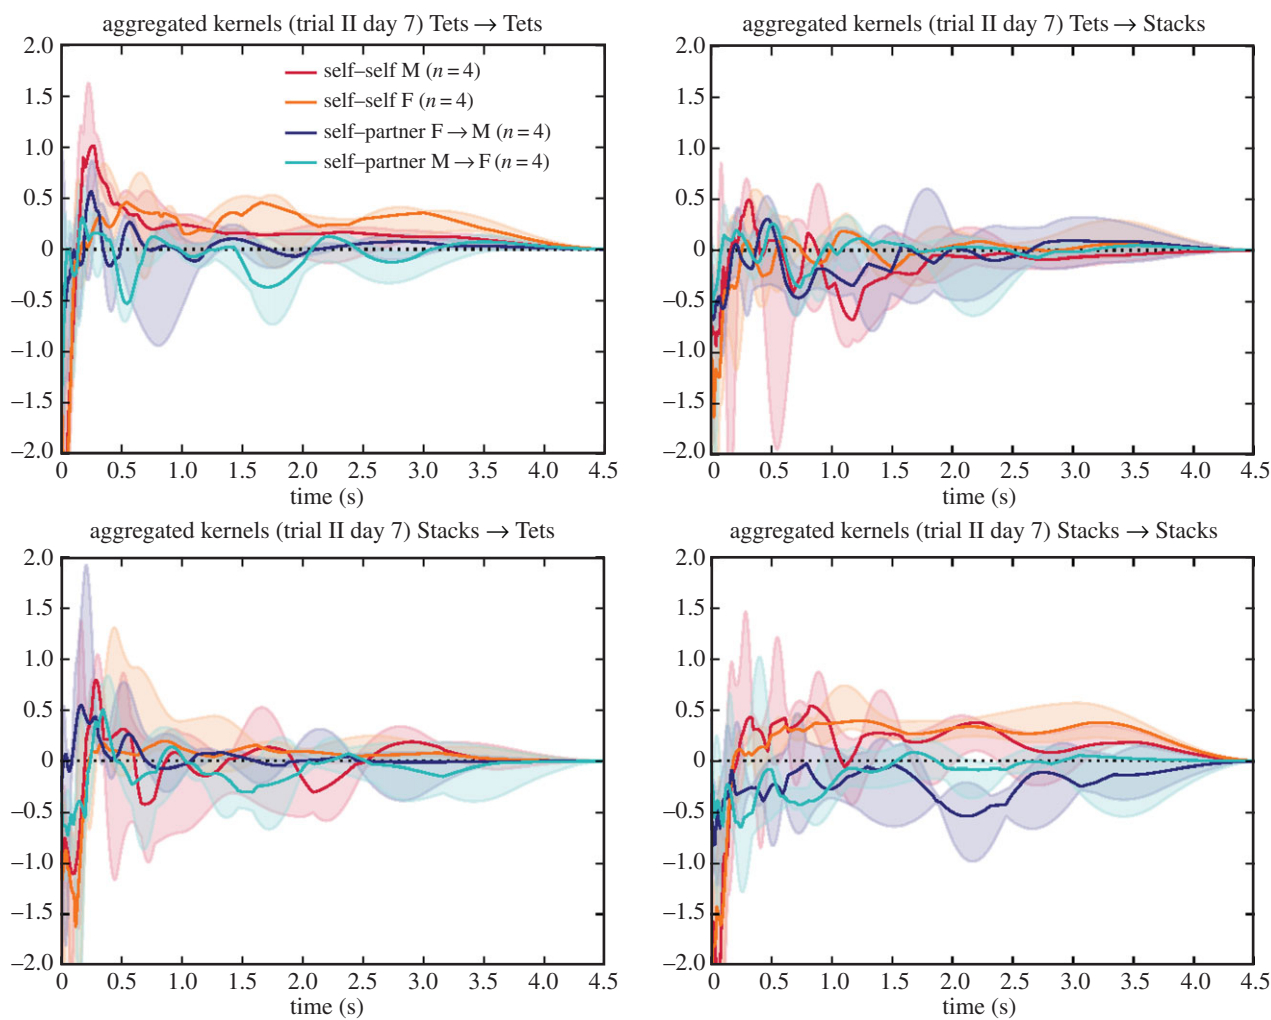 aggregated kernels (trial II day 7) Tets → Tets
2.0
1.5
1.0
0.5
0
–0.5
–1.0
–1.5
–2.0
self–self M (n = 4)
self–self F (n = 4)
self–partner F → M (n = 4)
self–partner M → F (n = 4)
0 0.5 1.0 1.5 2.0 2.5 3.0 3.5 4.0 4.5
time (s)
aggregated kernels (trial II day 7) Tets → Stacks
2.0
1.5
1.0
0.5
0
–0.5
–1.0
–1.5
–2.0
0 0.5 1.0 1.5 2.0 2.5 3.0 3.5 4.0 4.5
time (s)
aggregated kernels (trial II day 7) Stacks → Tets
2.0
1.5
1.0
0.5
0
–0.5
–1.0
–1.5
–2.0
0 0.5 1.0 1.5 2.0 2.5 3.0 3.5 4.0 4.5
time (s)
aggregated kernels (trial II day 7) Stacks → Stacks
2.0
1.5
1.0
0.5
0
–0.5
–1.0
–1.5
–2.0
0 0.5 1.0 1.5 2.0 2.5 3.0 3.5 4.0 4.5
time (s)